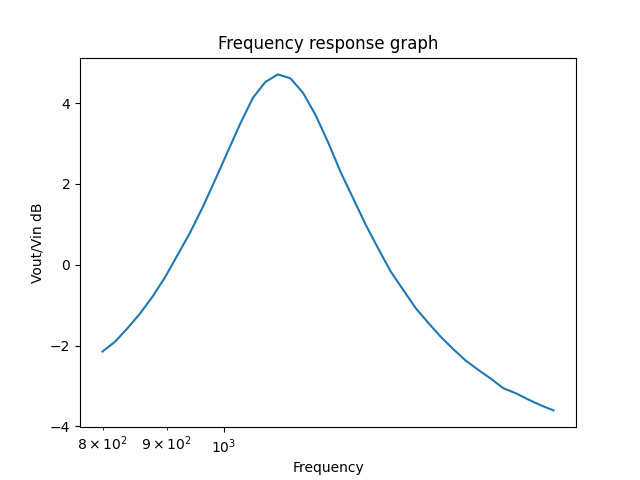 Frequency response graph
Vout/Vin dB
4
2
0
−2
−4
8 × 10² 9 × 10² 10³
Frequency